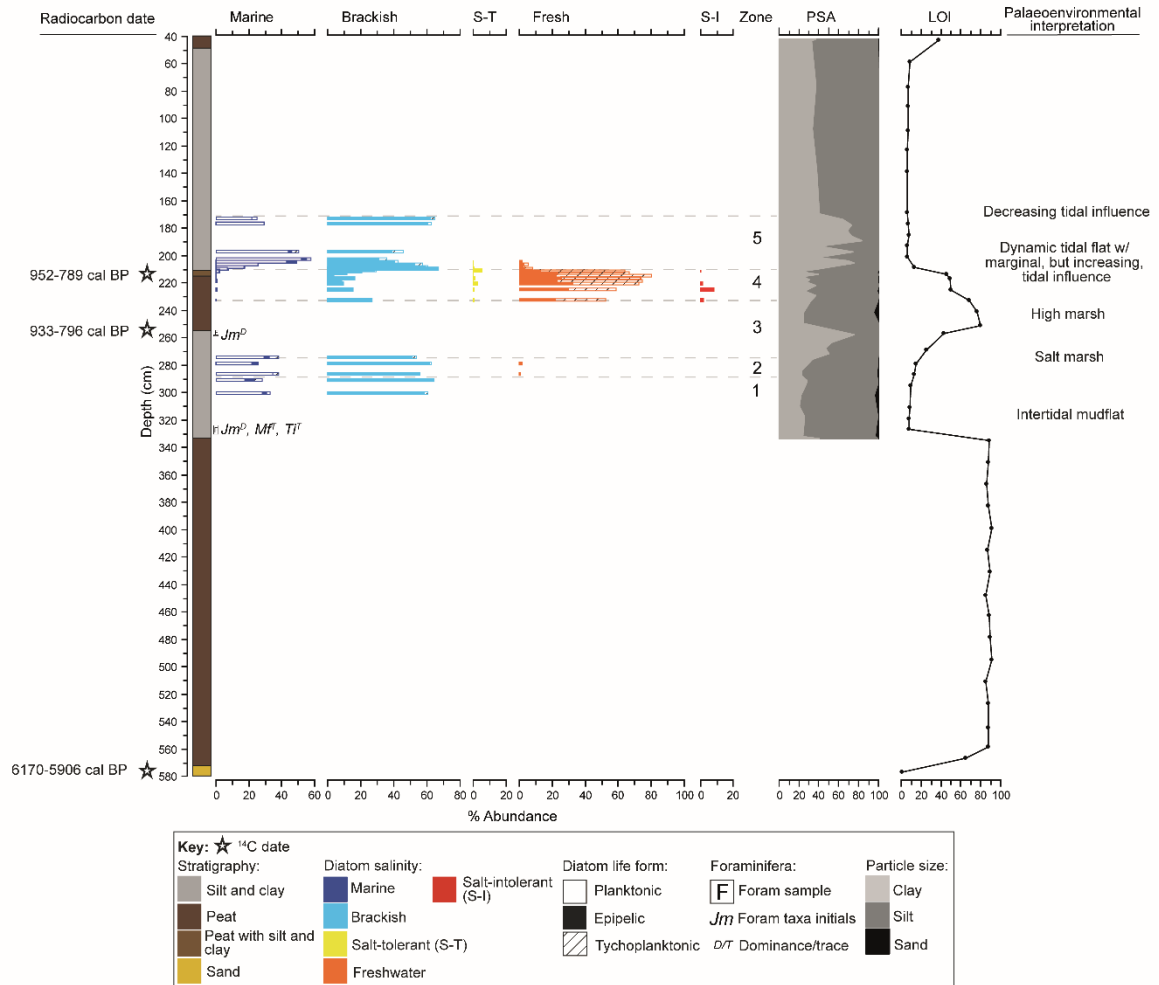 Radiocarbon date
Marine
Brackish
S-T
Fresh
S-I
Zone
PSA
LOI
Palaeoenvironmental
interpretation
40
60
80
100
120
140
160
180
200
220
240
260
280
300
320
340
360
380
400
420
440
460
480
500
520
540
560
580
Depth (cm)
952-789 cal BP
933-796 cal BP
6170-5906 cal BP
Jmᴰ
Jmᴰ, Mfᵀ, Tlᵀ
5
4
3
2
1
Decreasing tidal influence
Dynamic tidal flat w/
marginal, but increasing,
tidal influence
High marsh
Salt marsh
Intertidal mudflat
0 20 40 60
0 20 40 60 80
0 20
0 20 40 60 80 100
0 20
0 20 40 60 80 100
0 20 40 60 80 100
% Abundance
Key: ☆ ¹⁴C date
Stratigraphy:
Silt and clay
Peat
Peat with silt and
clay
Sand
Diatom salinity:
Marine
Brackish
Salt-tolerant (S-T)
Freshwater
Salt-intolerant
(S-I)
Diatom life form:
Planktonic
Epipelic
Tychoplanktonic
Foraminifera:
F Foram sample
Jm Foram taxa initials
D/T Dominance/trace
Particle size:
Clay
Silt
Sand